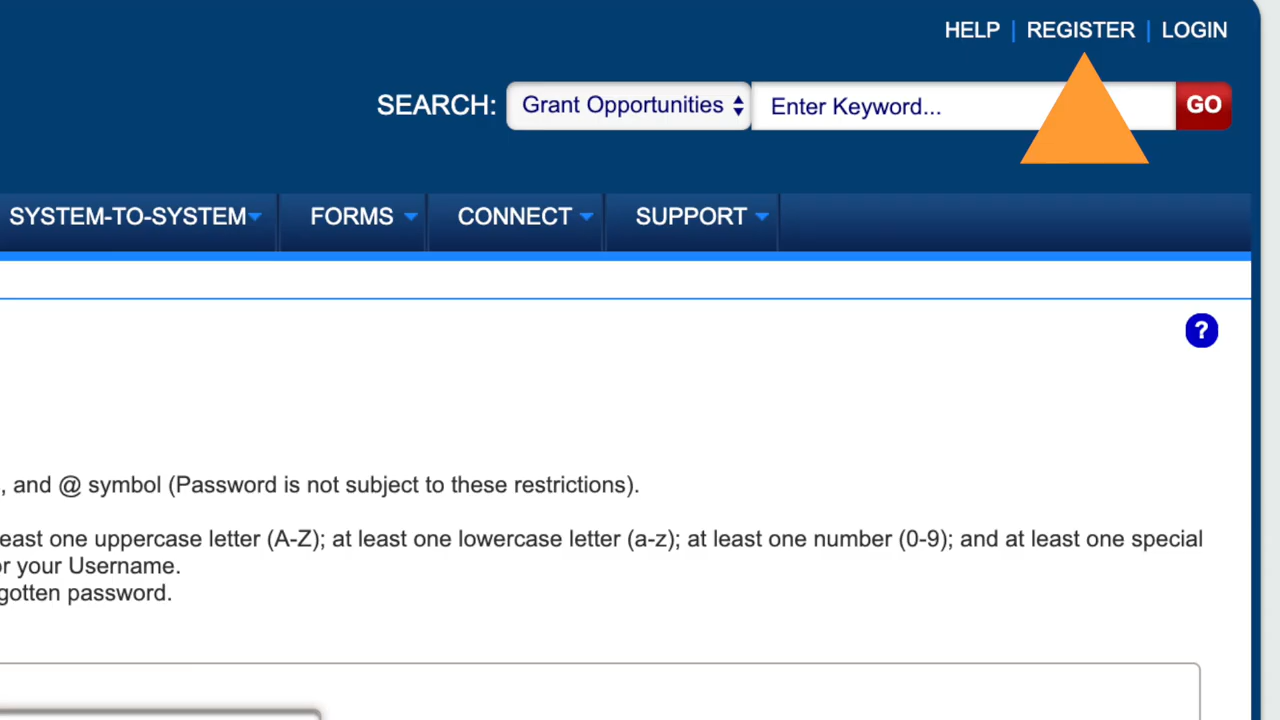 HELP | REGISTER | LOGIN
SEARCH: Grant Opportunities Enter Keyword... GO
SYSTEM-TO-SYSTEM FORMS CONNECT SUPPORT
?
, and @ symbol (Password is not subject to these restrictions).
east one uppercase letter (A-Z); at least one lowercase letter (a-z); at least one number (0-9); and at least one special
or your Username.
gotten password.